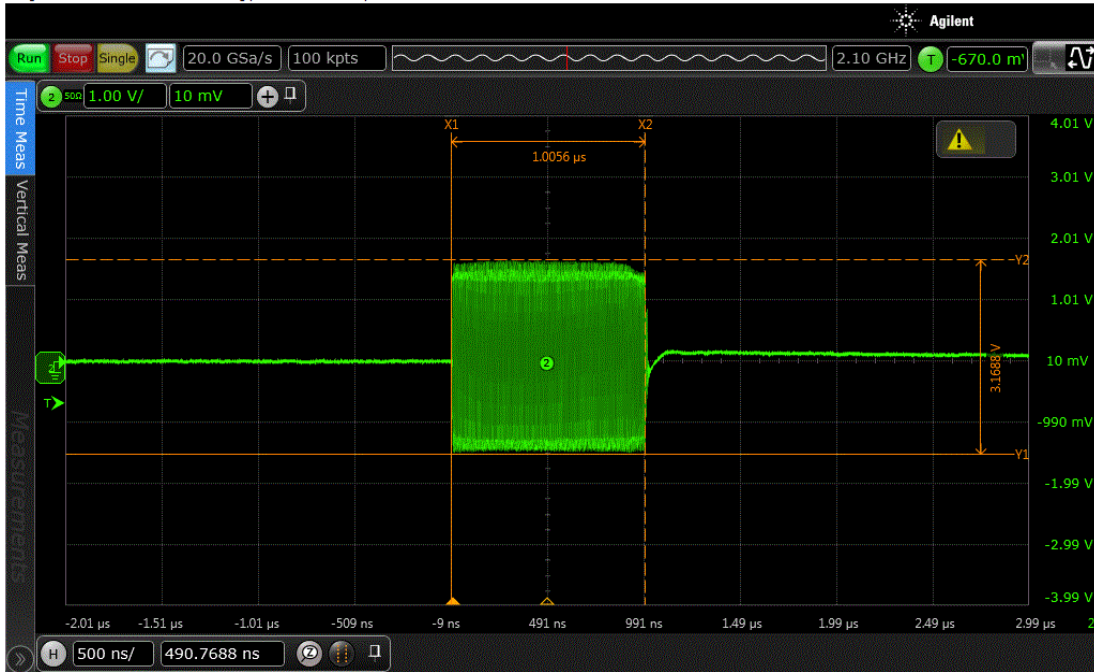 Agilent
Run Stop Single 20.0 GSa/s 100 kpts 2.10 GHz T -670.0 m
2 50Ω 1.00 V/ 10 mV +
Time Meas
Vertical Meas
Measurements
X1 X2
1.0056 µs
4.01 V
3.01 V
2.01 V
Y2
1.01 V
2
2
10 mV
3.1688 V
T
-990 mV
Y1
-1.99 V
-2.99 V
-3.99 V
-2.01 µs -1.51 µs -1.01 µs -509 ns -9 ns 491 ns 991 ns 1.49 µs 1.99 µs 2.49 µs 2.99 µs 2
H 500 ns/ 490.7688 ns Z